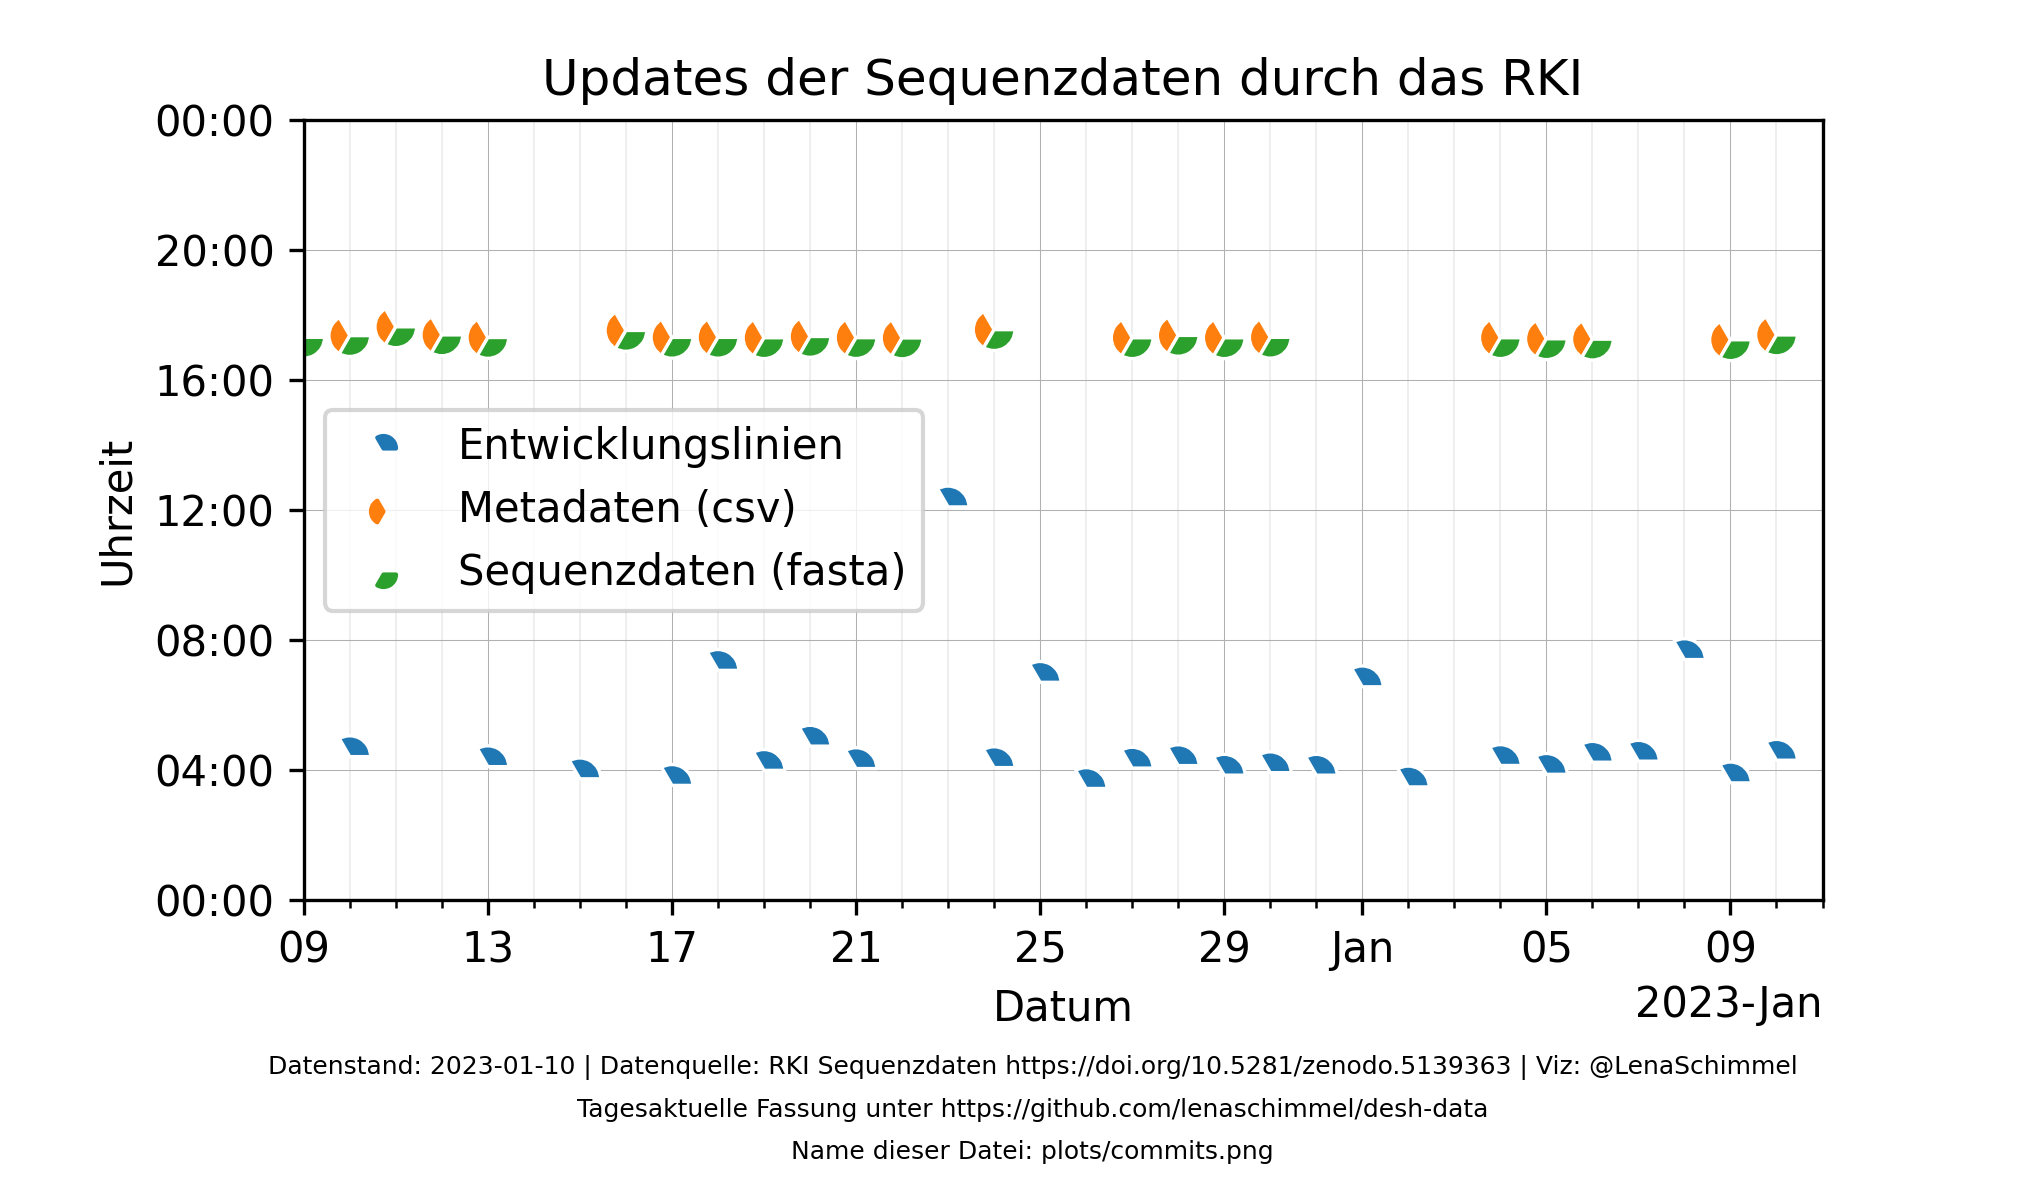 Updates der Sequenzdaten durch das RKI
00:00
20:00
16:00
12:00
08:00
04:00
00:00
Uhrzeit
Entwicklungslinien
Metadaten (csv)
Sequenzdaten (fasta)
09 13 17 21 25 29 Jan 05 09
Datum
2023-Jan
Datenstand: 2023-01-10 | Datenquelle: RKI Sequenzdaten https://doi.org/10.5281/zenodo.5139363 | Viz: @LenaSchimmel
Tagesaktuelle Fassung unter https://github.com/lenaschimmel/desh-data
Name dieser Datei: plots/commits.png